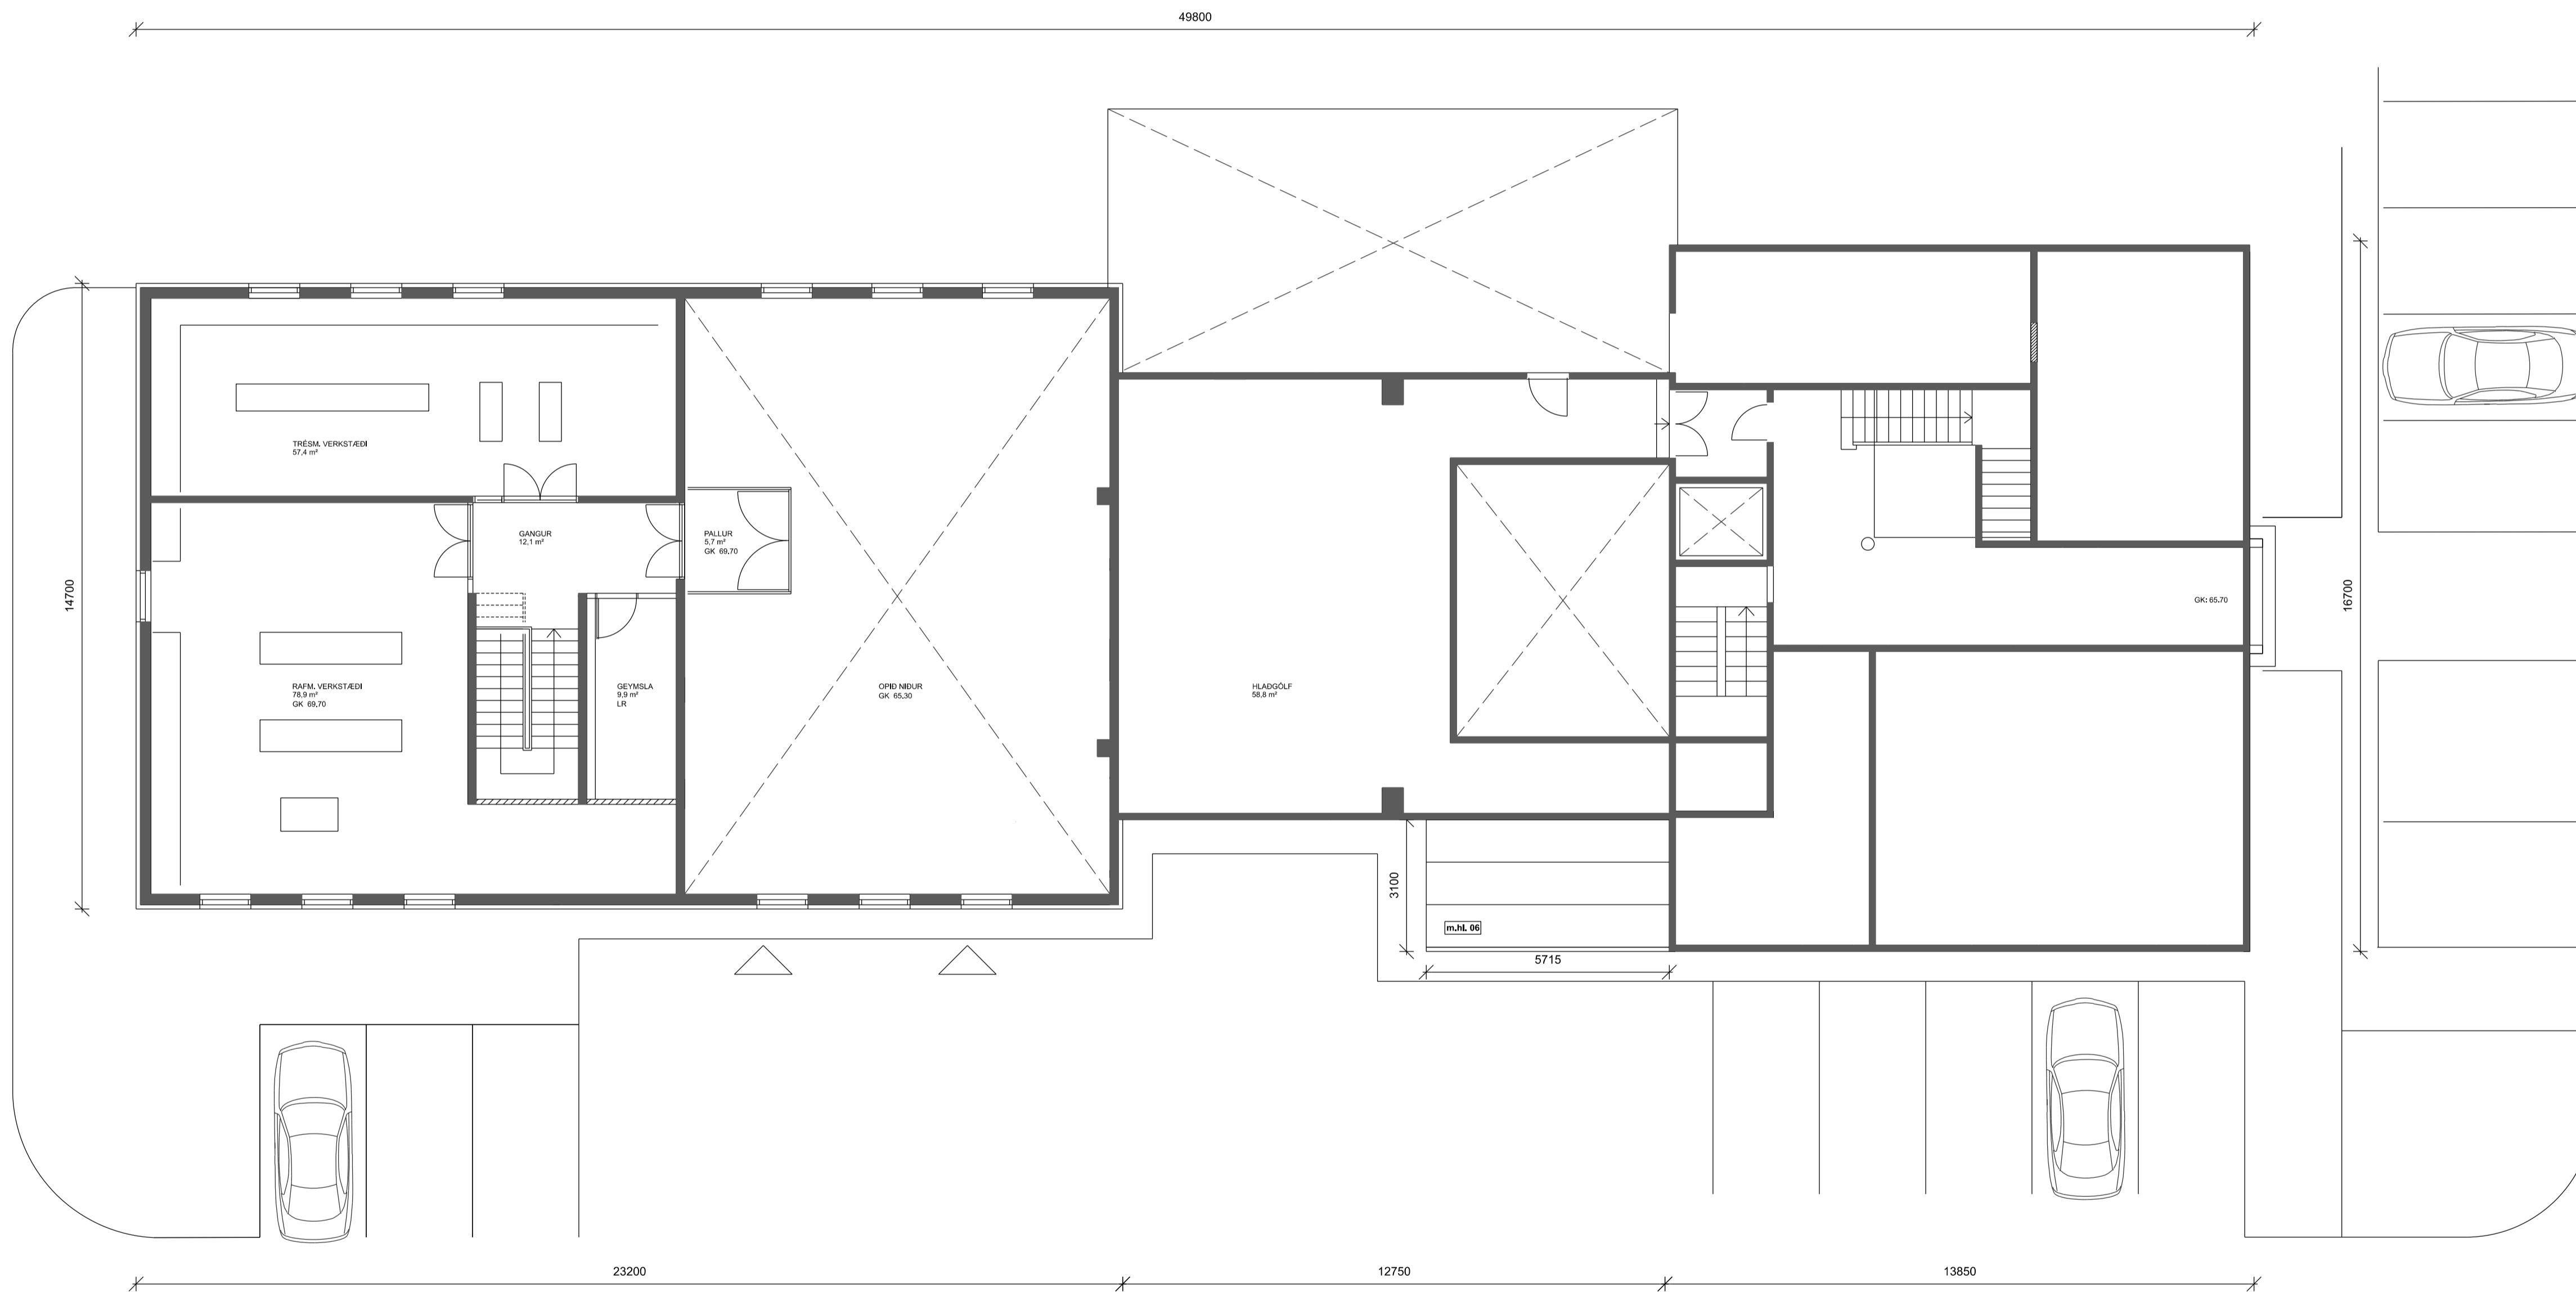 49800
TRÉSM. VERKSTÆÐI
57,4 m²
GANGUR
12,1 m²
PALLUR
5,7 m²
GK 69,70
14700
16700
GK: 65.70
RAFM. VERKSTÆÐI
78,9 m²
GK 69,70
GEYMSLA
9,9 m²
LR
OPIÐ NIÐUR
GK 65,30
HLAÐGÓLF
58,8 m²
3100
m.hl. 06
5715
23200
12750
13850